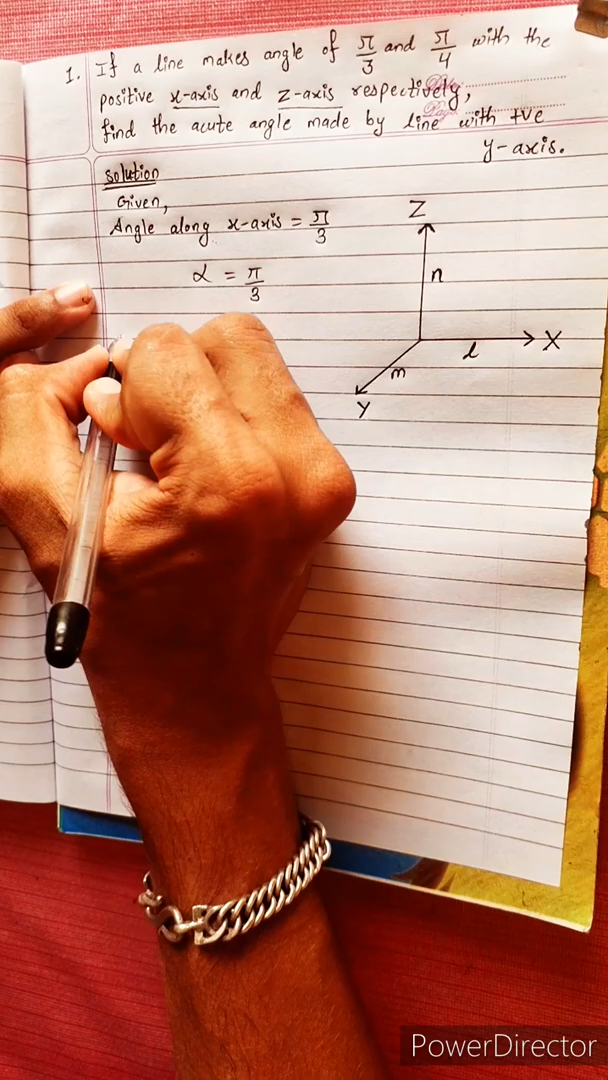 1. If a line makes angle of π/3 and π/4 with the
positive x-axis and z-axis respectively,
find the acute angle made by line with +ve
y-axis.
solution
Given,
Angle along x-axis = π/3
α = π/3
Z
n
l
X
m
Y
PowerDirector